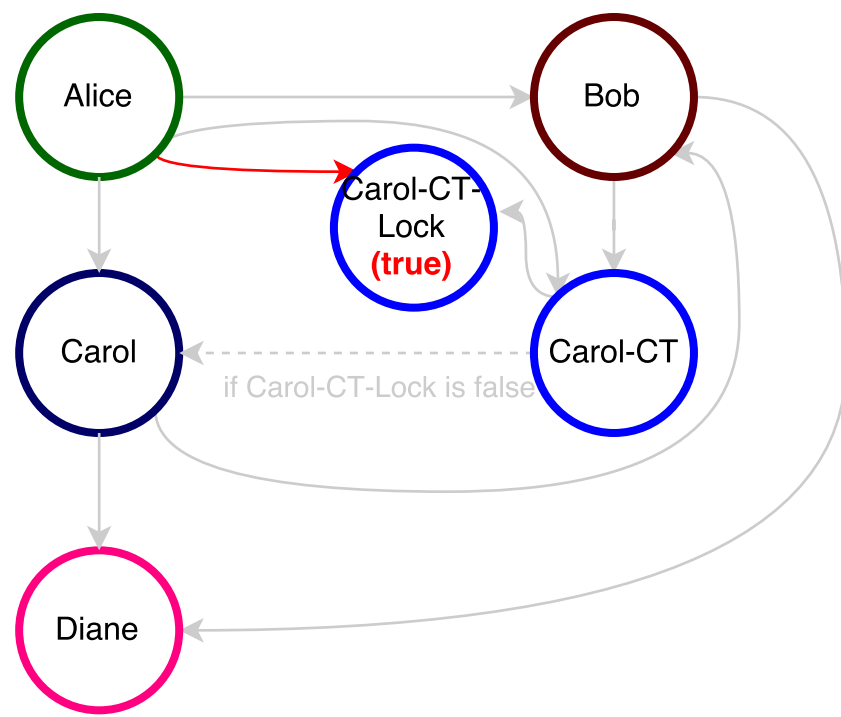 Alice
Bob
Carol-CT-
Lock
(true)
Carol
Carol-CT
if Carol-CT-Lock is false
Diane